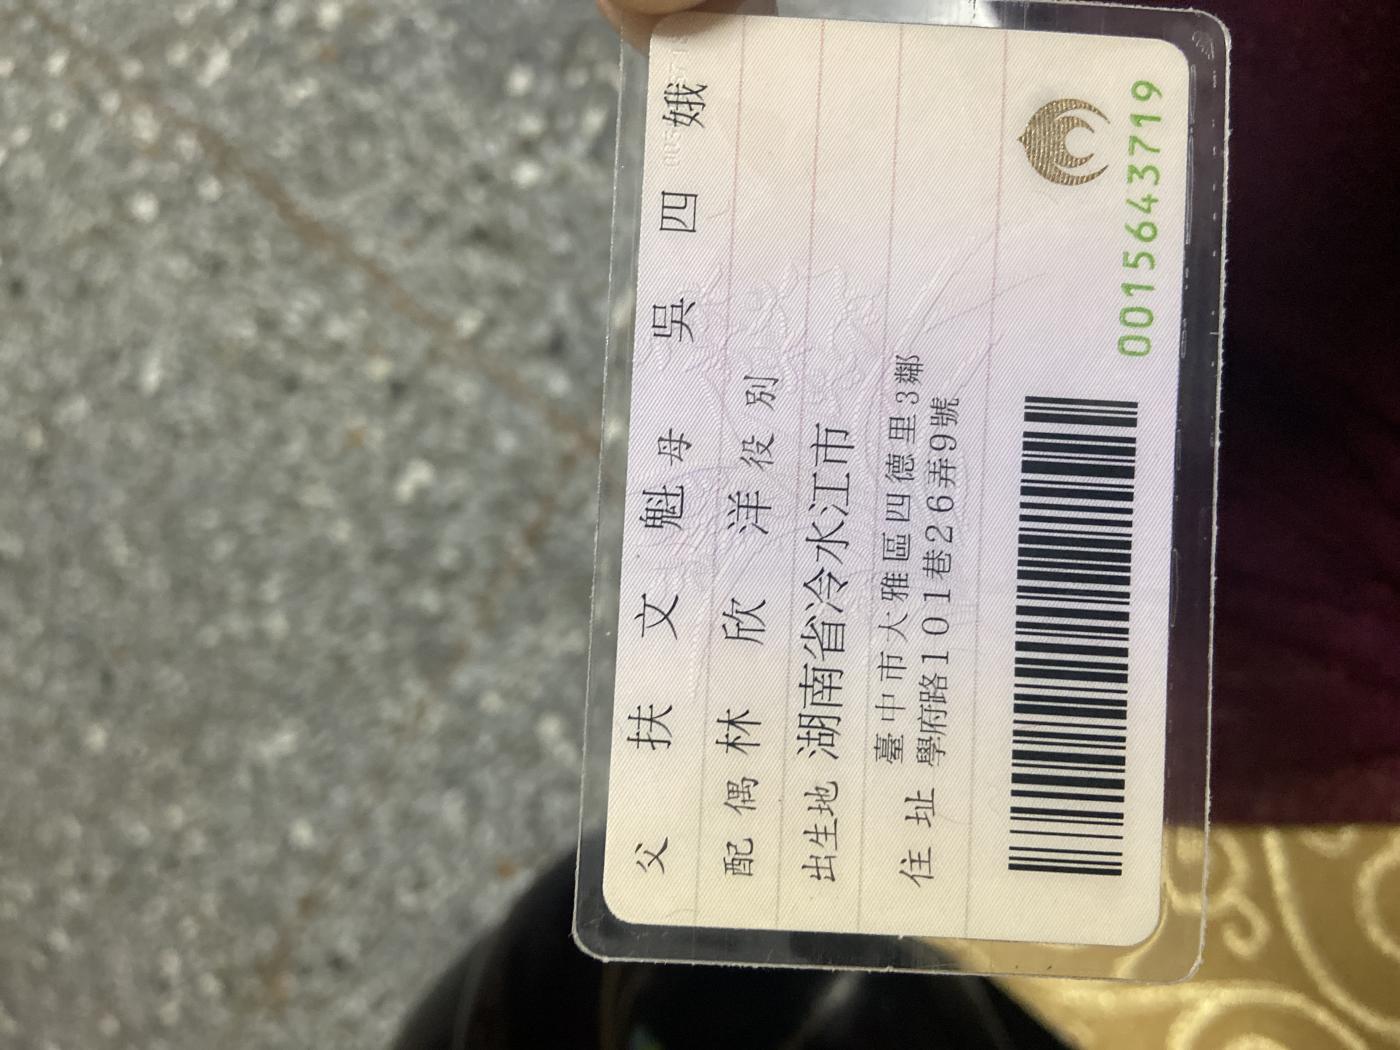 父 扶 文 魁 母 吳 四 娥
配偶 林 欣 洋 役別
出生地 湖南省冷水江市
住址 臺中市大雅區四德里3鄰
學府路101巷26弄9號
0015643719